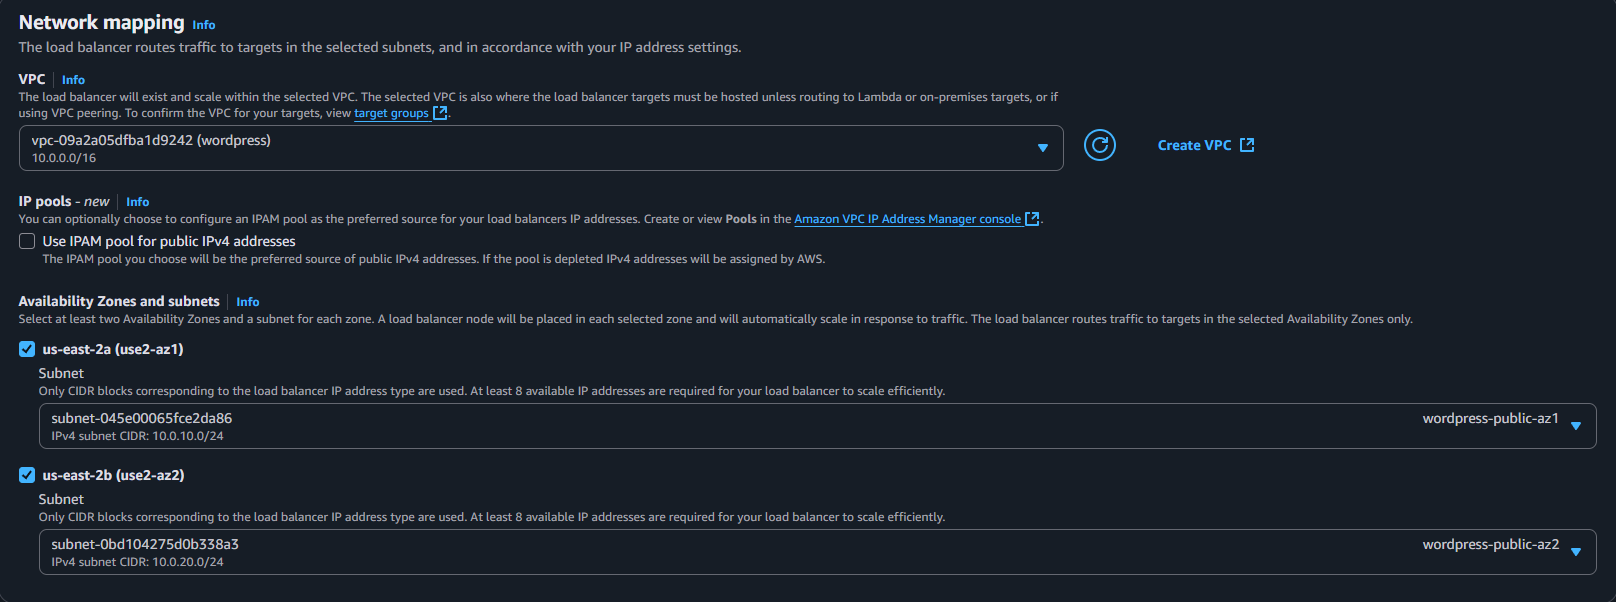 Network mapping Info
The load balancer routes traffic to targets in the selected subnets, and in accordance with your IP address settings.
VPC Info
The load balancer will exist and scale within the selected VPC. The selected VPC is also where the load balancer targets must be hosted unless routing to Lambda or on-premises targets, or if
using VPC peering. To confirm the VPC for your targets, view target groups.
vpc-09a2a05dfba1d9242 (wordpress)
10.0.0.0/16
Create VPC
IP pools - new Info
You can optionally choose to configure an IPAM pool as the preferred source for your load balancers IP addresses. Create or view Pools in the Amazon VPC IP Address Manager console.
Use IPAM pool for public IPv4 addresses
The IPAM pool you choose will be the preferred source of public IPv4 addresses. If the pool is depleted IPv4 addresses will be assigned by AWS.
Availability Zones and subnets Info
Select at least two Availability Zones and a subnet for each zone. A load balancer node will be placed in each selected zone and will automatically scale in response to traffic. The load balancer routes traffic to targets in the selected Availability Zones only.
us-east-2a (use2-az1)
Subnet
Only CIDR blocks corresponding to the load balancer IP address type are used. At least 8 available IP addresses are required for your load balancer to scale efficiently.
subnet-045e00065fce2da86 wordpress-public-az1
IPv4 subnet CIDR: 10.0.10.0/24
us-east-2b (use2-az2)
Subnet
Only CIDR blocks corresponding to the load balancer IP address type are used. At least 8 available IP addresses are required for your load balancer to scale efficiently.
subnet-0bd104275d0b338a3 wordpress-public-az2
IPv4 subnet CIDR: 10.0.20.0/24